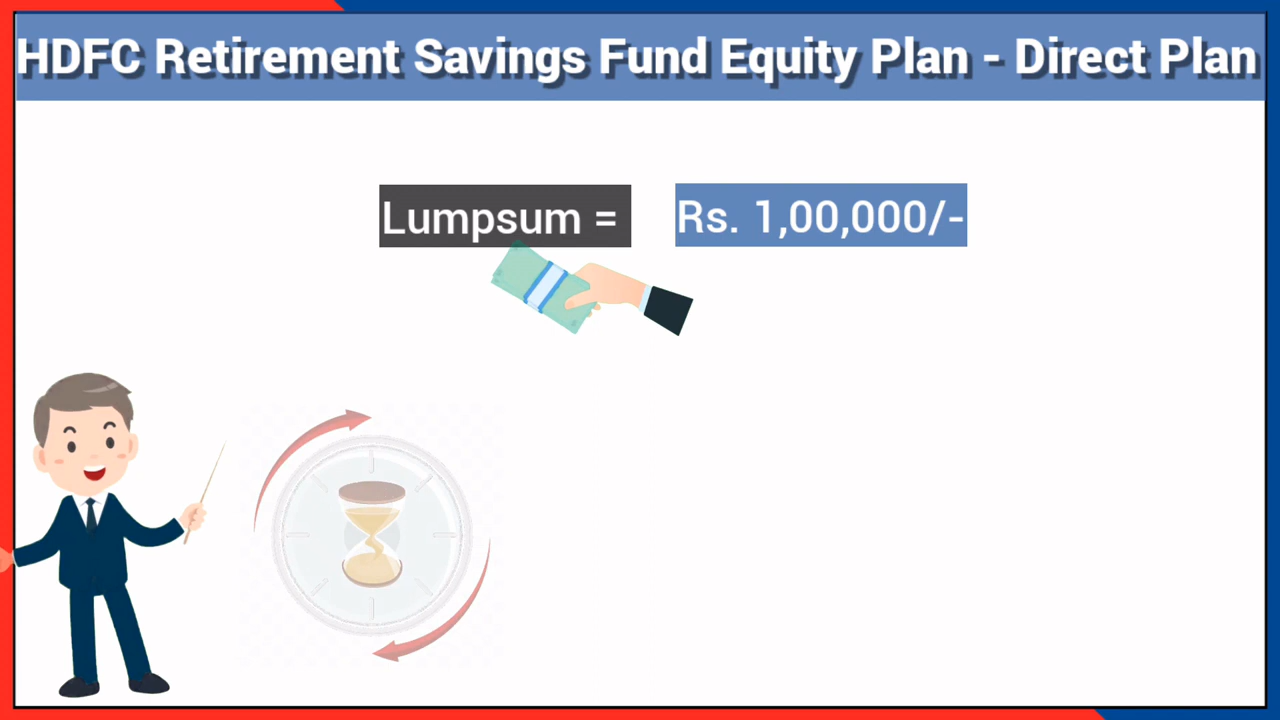 HDFC Retirement Savings Fund Equity Plan - Direct Plan
Lumpsum = Rs. 1,00,000/-